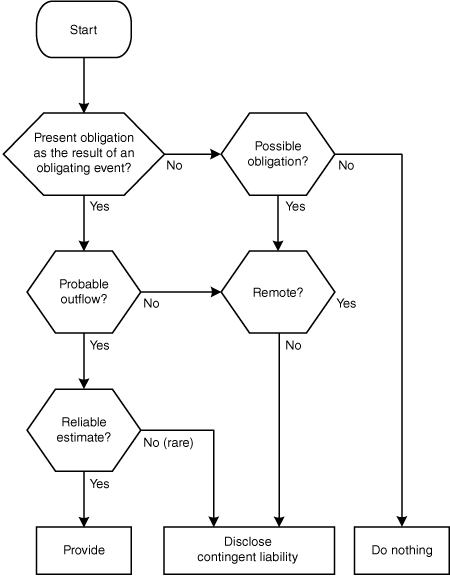 Start
Present obligation
as the result of an
obligating event?
No
Possible
obligation?
No
Yes
Yes
Probable
outflow?
No
Remote?
Yes
Yes
No
Reliable
estimate?
No (rare)
Yes
Provide
Disclose
contingent liability
Do nothing